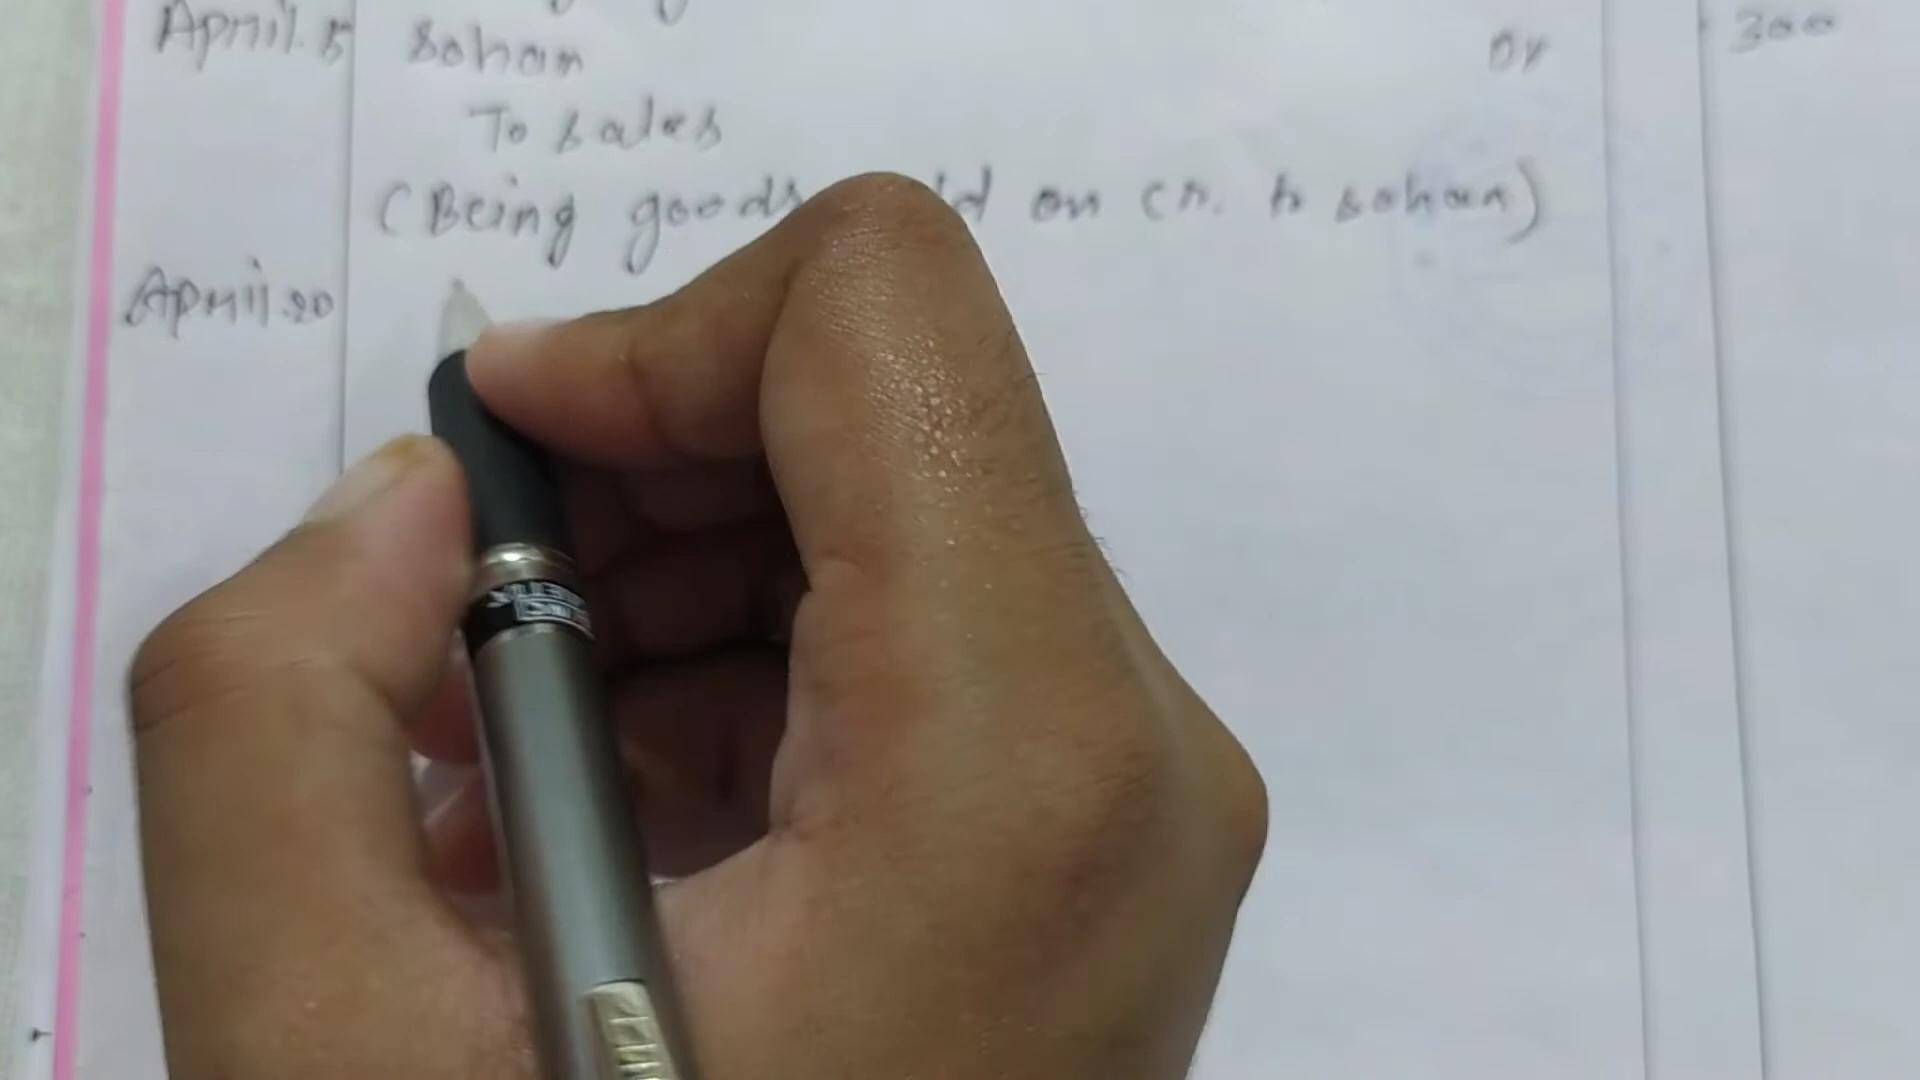 April.5 Sohan Dr 300
To sales
(Being goods on Cr. to sohan)
April.20